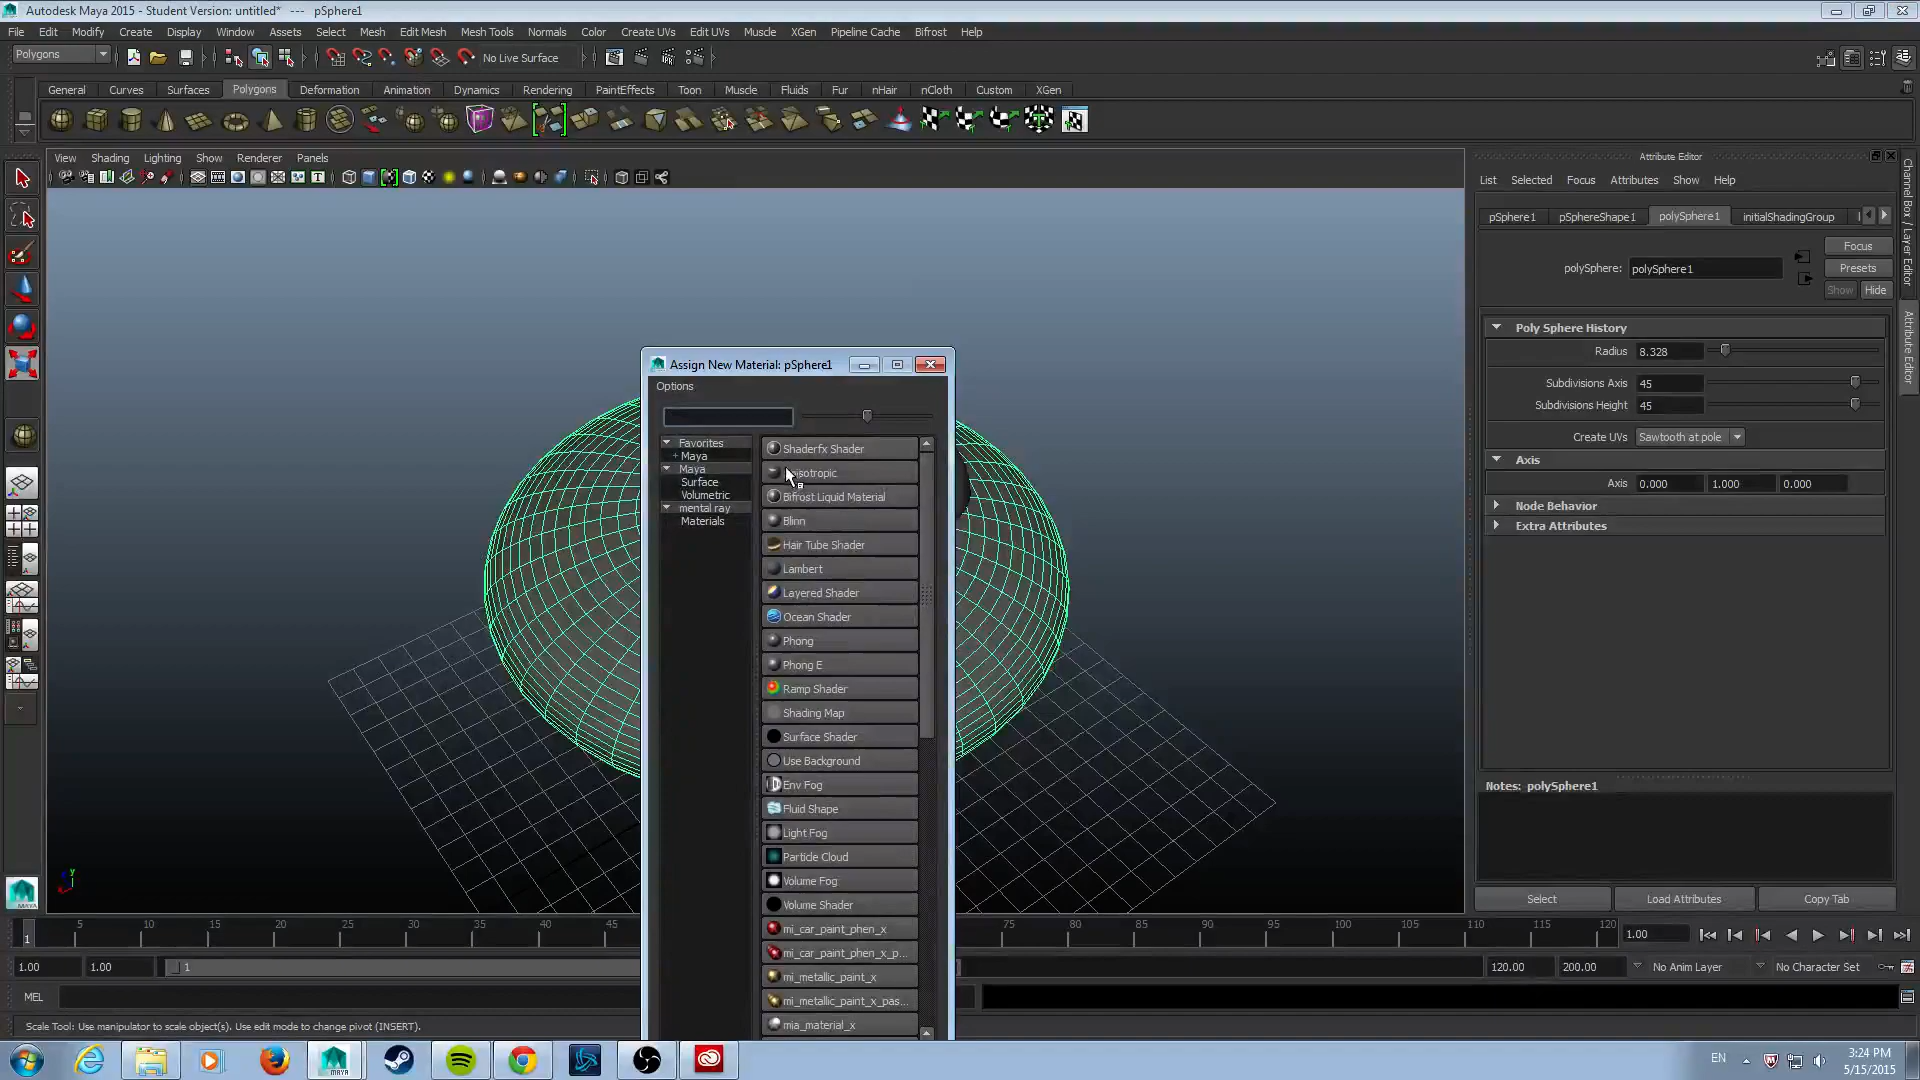 Autodesk Maya 2015 - Student Version: untitled*   ---   pSphere1
File Edit Modify Create Display Window Assets Select Mesh Edit Mesh Mesh Tools Normals Color Create UVs Edit UVs Muscle XGen Pipeline Cache Bifrost Help
Polygons No Live Surface
General Curves Surfaces Polygons Deformation Animation Dynamics Rendering PaintEffects Toon Muscle Fluids Fur nHair nCloth Custom XGen
View Shading Lighting Show Renderer Panels
Attribute Editor
List Selected Focus Attributes Show Help
pSphere1 pSphereShape1 polySphere1 initialShadingGroup
Focus
polySphere: polySphere1
Presets
Show Hide
Poly Sphere History
Radius 8.328
Subdivisions Axis 45
Subdivisions Height 45
Create UVs Sawtooth at pole
Axis
Axis 0.000 1.000 0.000
Node Behavior
Extra Attributes
Notes: polySphere1
Select Load Attributes Copy Tab
Channel Box / Layer Editor
Attribute Editor
Assign New Material: pSphere1
Options
Favorites
+ Maya
Maya
Surface
Volumetric
mental ray
Materials
Shaderfx Shader
Bifrost Liquid Material
Blinn
Hair Tube Shader
Lambert
Layered Shader
Ocean Shader
Phong
Phong E
Ramp Shader
Shading Map
Surface Shader
Use Background
Env Fog
Fluid Shape
Light Fog
Particle Cloud
Volume Fog
Volume Shader
mi_car_paint_phen_x
mi_car_paint_phen_x_p...
mi_metallic_paint_x
mi_metallic_paint_x_pas...
mia_material_x
y
MAYA
1 5 10 15 20 25 30 35 40 45 75 80 85 90 95 100 105 110 115 120 1.00
1.00 1.00 1 120.00 200.00 No Anim Layer No Character Set
MEL
Scale Tool: Use manipulator to scale object(s). Use edit mode to change pivot (INSERT).
MAYA
EN
3:24 PM
5/15/2015